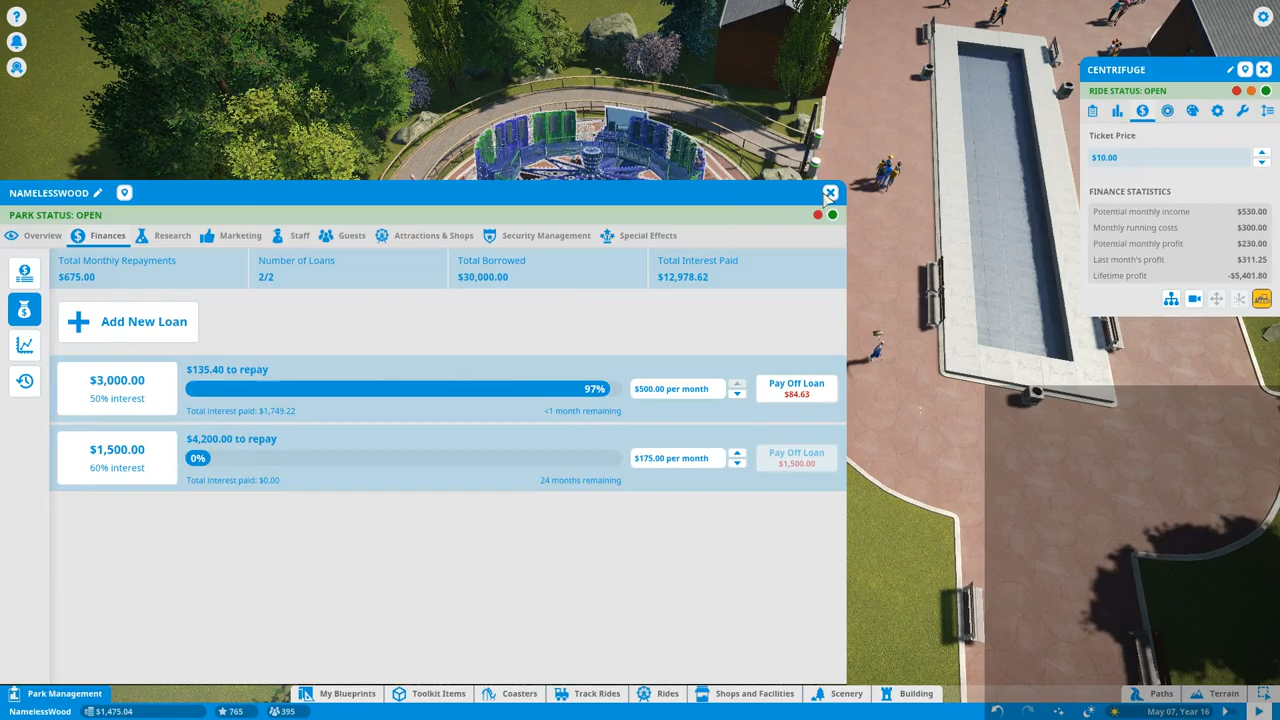 NAMELESSWOOD
PARK STATUS: OPEN
Overview Finances Research Marketing Staff Guests Attractions & Shops Security Management Special Effects
Total Monthly Repayments Number of Loans Total Borrowed Total Interest Paid
$675.00 2/2 $30,000.00 $12,978.62
Add New Loan
$3,000.00
50% interest
$135.40 to repay
97%
Total interest paid: $1,749.22 <1 month remaining
$500.00 per month
Pay Off Loan
$84.63
$1,500.00
60% interest
$4,200.00 to repay
0%
Total interest paid: $0.00 24 months remaining
$175.00 per month
Pay Off Loan
$1,500.00
CENTRIFUGE
RIDE STATUS: OPEN
Ticket Price
$10.00
FINANCE STATISTICS
Potential monthly income $530.00
Monthly running costs $300.00
Potential monthly profit $230.00
Last month's profit $311.25
Lifetime profit -$5,401.80
Park Management My Blueprints Toolkit Items Coasters Track Rides Rides Shops and Facilities Scenery Building Paths Terrain
NamelessWood $1,475.04 765 395 May 07, Year 16